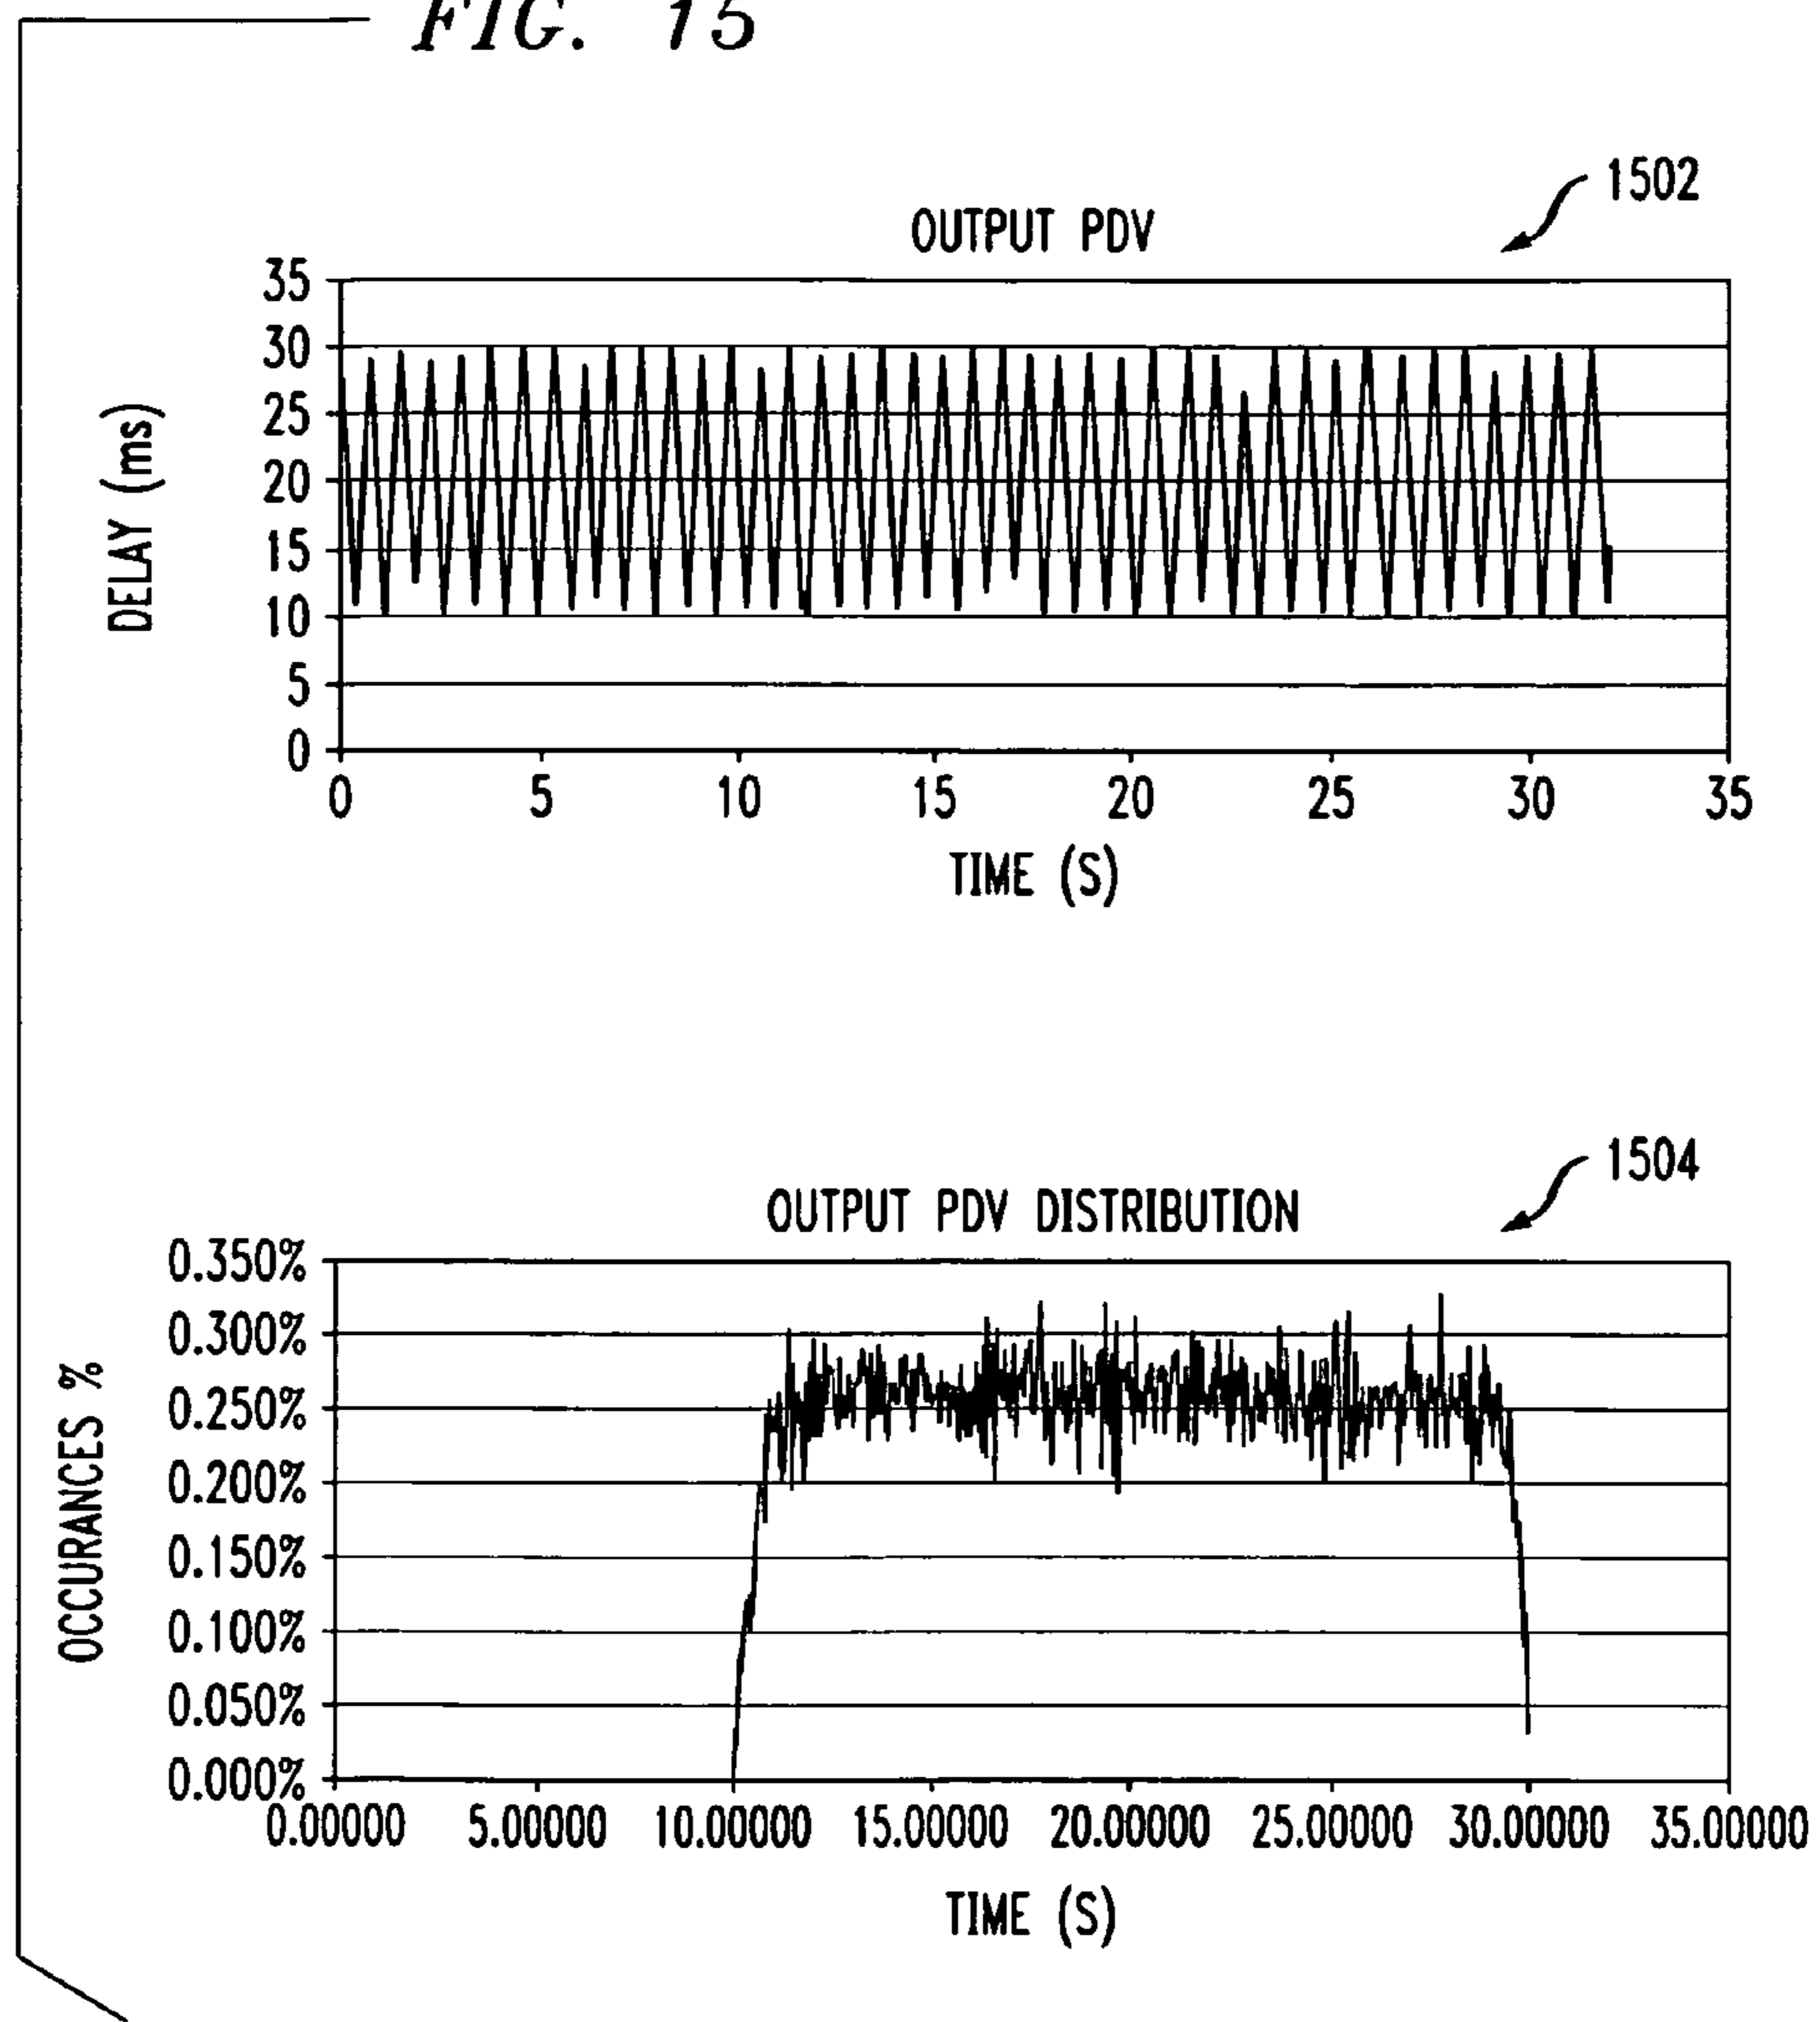 FIG. 15
1502
OUTPUT PDV
DELAY (ms)
35
30
25
20
15
10
5
0
0 5 10 15 20 25 30 35
TIME (S)
1504
OUTPUT PDV DISTRIBUTION
OCCURANCES %
0.350%
0.300%
0.250%
0.200%
0.150%
0.100%
0.050%
0.000%
0.00000 5.00000 10.00000 15.00000 20.00000 25.00000 30.00000 35.00000
TIME (S)